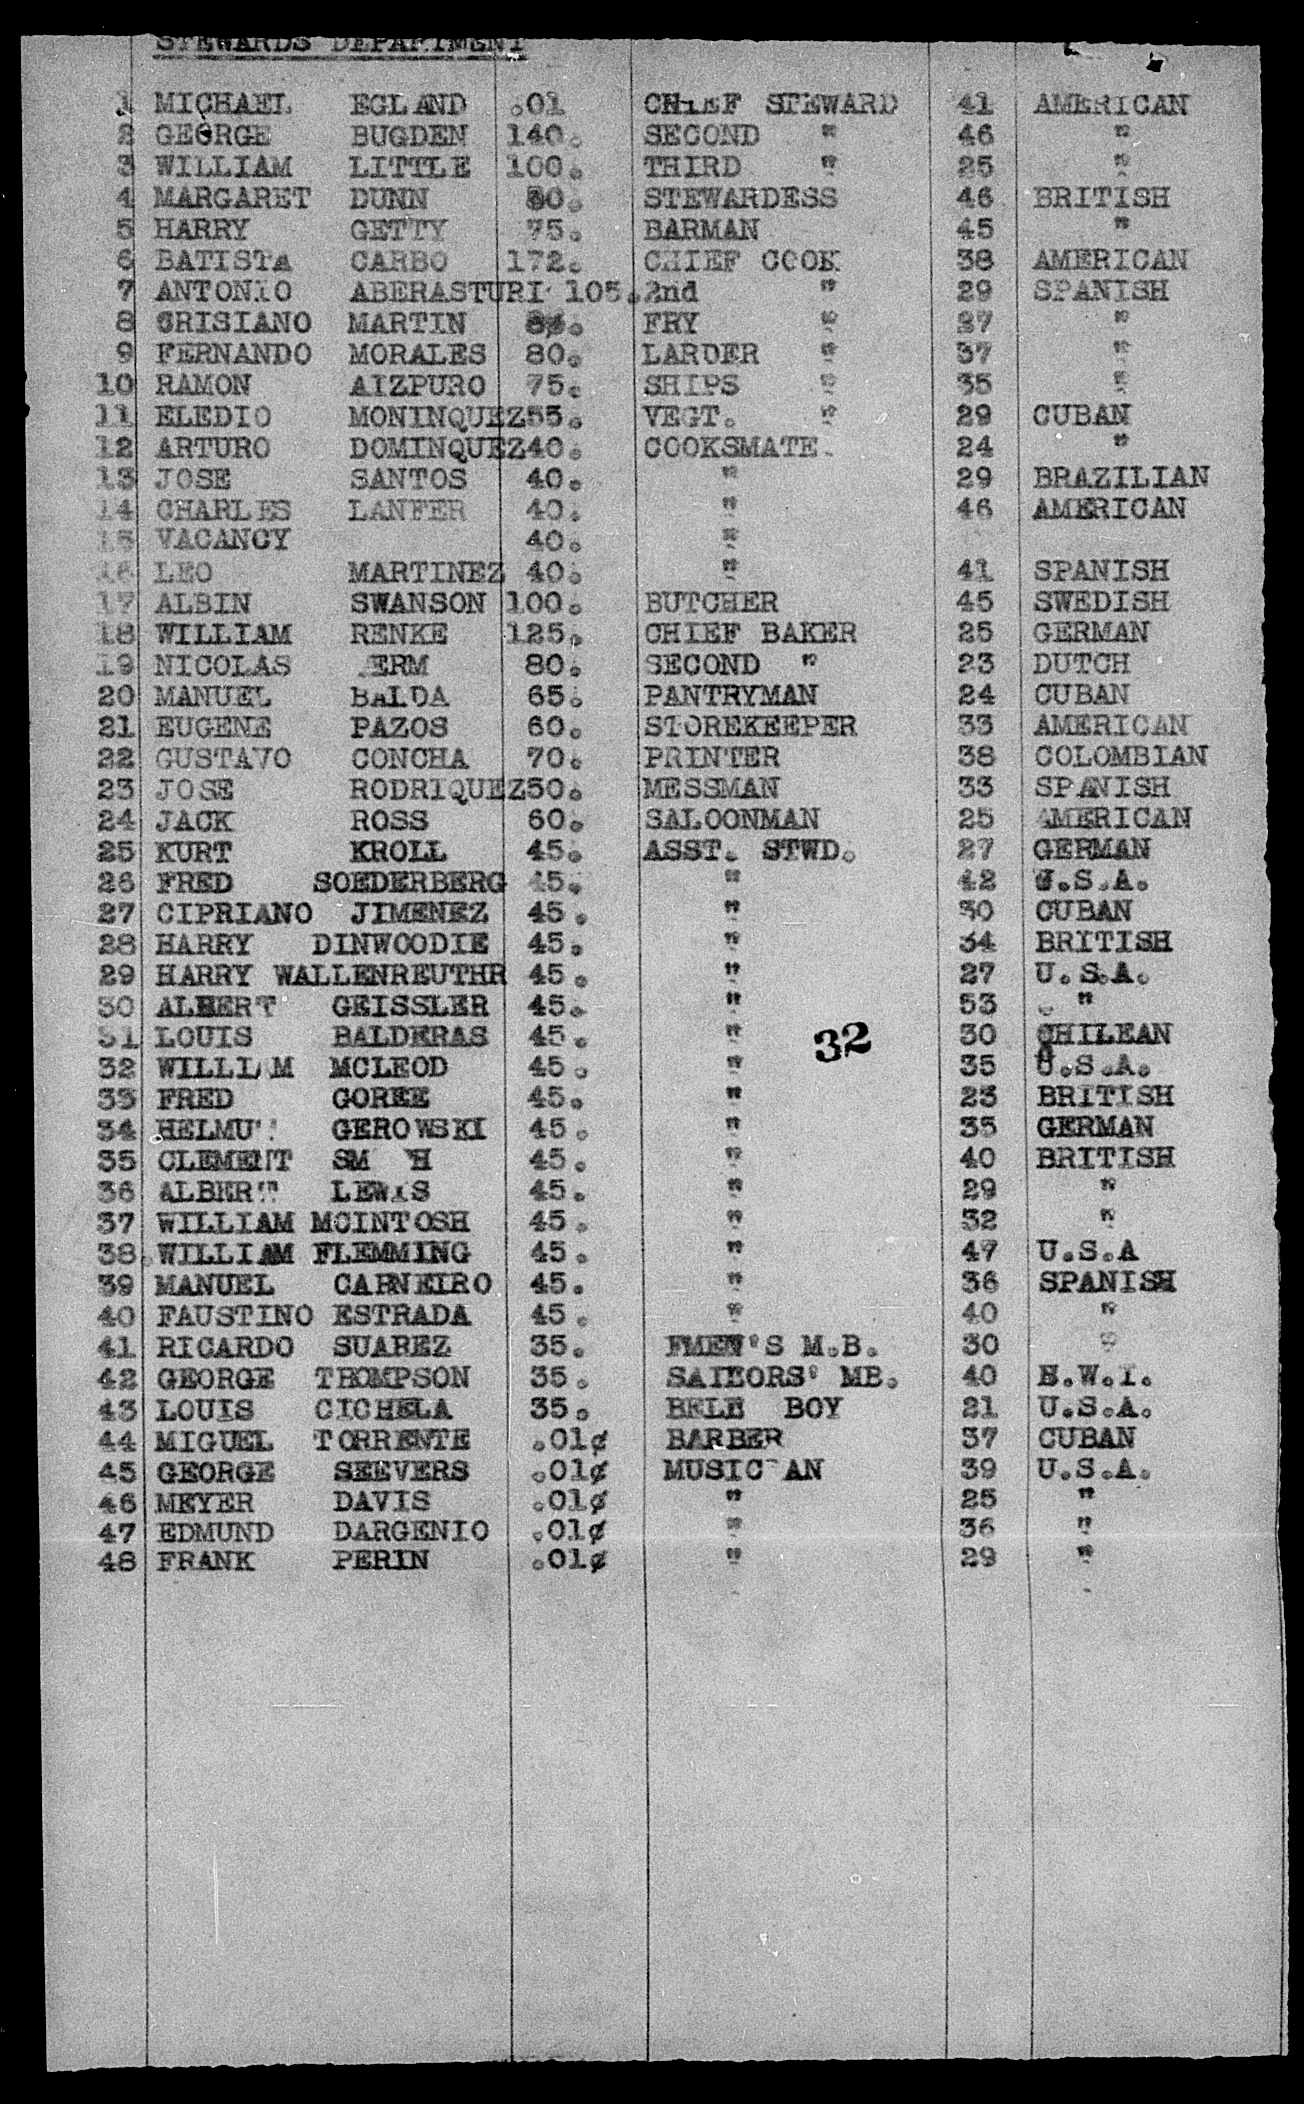 STEWARDS DEPARTMENT
1 MICHAEL EGLAND .01 CHIEF STEWARD 41 AMERICAN
2 GEORGE BUGDEN 140. SECOND " 46 "
3 WILLIAM LITTLE 100. THIRD " 25 "
4 MARGARET DUNN 80. STEWARDESS 46 BRITISH
5 HARRY GETTY 75. BARMAN 45 "
6 BATISTA CARBO 172. CHIEF COOK 38 AMERICAN
7 ANTONIO ABERASTURI 105. 2nd " 29 SPANISH
8 CRISIANO MARTIN FRY " 27 "
9 FERNANDO MORALES 80. LARDER " 37 "
10 RAMON AIZPURO 75. SHIPS " 35 "
11 ELEDIO MONINQUEZ 55. VEGT. " 29 CUBAN
12 ARTURO DOMINQUEZ 40. COOKSMATE. 24 "
13 JOSE SANTOS 40. " 29 BRAZILIAN
14 CHARLES LANFER 40. " 46 AMERICAN
15 VACANCY 40. "
16 LEO MARTINEZ 40. " 41 SPANISH
17 ALBIN SWANSON 100. BUTCHER 45 SWEDISH
18 WILLIAM RENKE 125. CHIEF BAKER 25 GERMAN
19 NICOLAS ERM 80. SECOND " 23 DUTCH
20 MANUEL BALDA 65. PANTRYMAN 24 CUBAN
21 EUGENE PAZOS 60. STOREKEEPER 33 AMERICAN
22 GUSTAVO CONCHA 70. PRINTER 38 COLOMBIAN
23 JOSE RODRIQUEZ 50. MESSMAN 33 SPANISH
24 JACK ROSS 60. SALOONMAN 25 AMERICAN
25 KURT KROLL 45. ASST. STWD. 27 GERMAN
26 FRED SOEDERBERG 45. " 42 U.S.A.
27 CIPRIANO JIMENEZ 45. " 30 CUBAN
28 HARRY DINWOODIE 45. " 34 BRITISH
29 HARRY WALLENREUTHR 45. " 27 U.S.A.
30 ALBERT GEISSLER 45. " 53 "
31 LOUIS BALDERAS 45. " 32 30 CHILEAN
32 WILLIAM MCLEOD 45. " 35 U.S.A.
33 FRED GOREE 45. " 23 BRITISH
34 HELMUT GEROWSKI 45. " 35 GERMAN
35 CLEMENT SM H 45. " 40 BRITISH
36 ALBERT LEWIS 45. " 29 "
37 WILLIAM MCINTOSH 45. " 32 "
38. WILLIAM FLEMMING 45. " 47 U.S.A
39 MANUEL CARNEIRO 45. " 36 SPANISH
40 FAUSTINO ESTRADA 45. " 40 "
41 RICARDO SUAREZ 35. FMEN'S M.B. 30 "
42 GEORGE THOMPSON 35. SAILORS' MB. 40 B.W.I.
43 LOUIS CICHELA 35. BELL BOY 21 U.S.A.
44 MIGUEL TORRENTE .01¢ BARBER 37 CUBAN
45 GEORGE SEEVERS .01¢ MUSICIAN 39 U.S.A.
46 MEYER DAVIS .01¢ " 25 "
47 EDMUND DARGENIO .01¢ " 36 "
48 FRANK PERIN .01¢ " 29 "